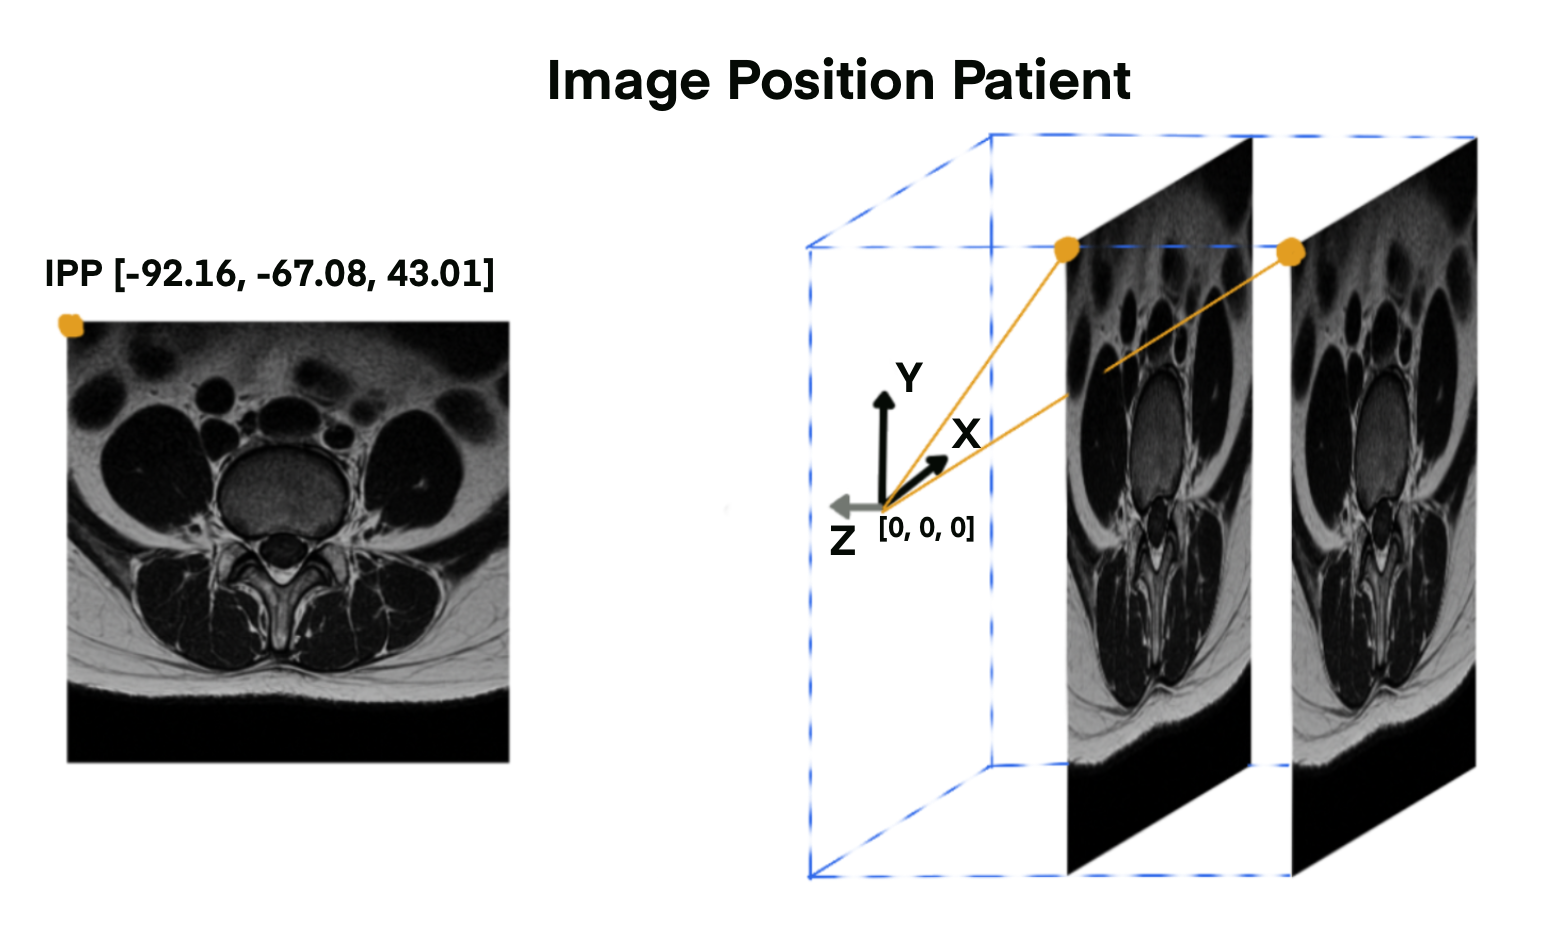 Image Position Patient
IPP [-92.16, -67.08, 43.01]
Y
X
Z
[0, 0, 0]